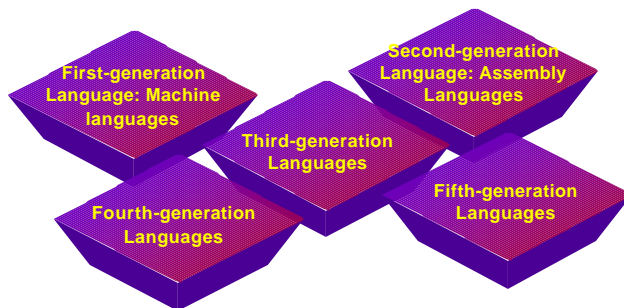 First-generation
Language: Machine
languages
Second-generation
Language: Assembly
Languages
Third-generation
Languages
Fourth-generation
Languages
Fifth-generation
Languages